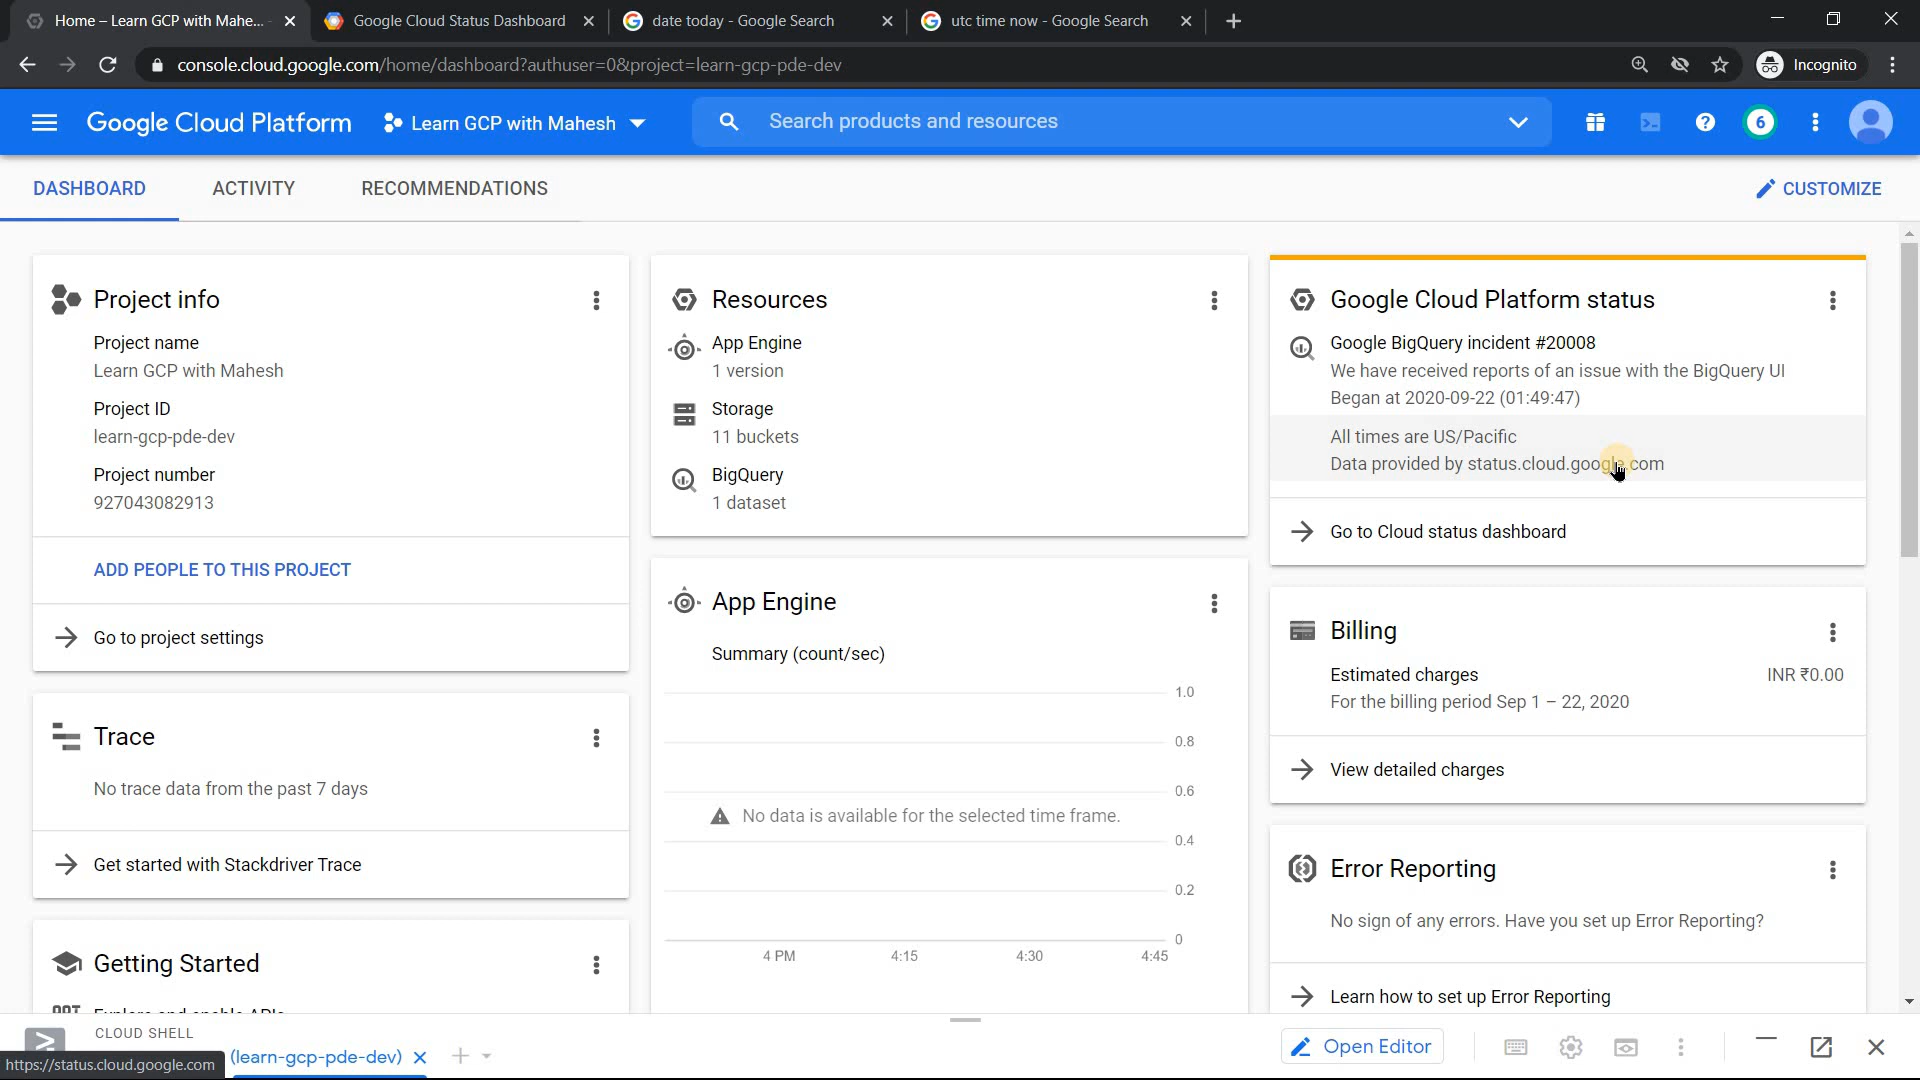 Home – Learn GCP with Mahe...
Google Cloud Status Dashboard
date today - Google Search
utc time now - Google Search
console.cloud.google.com/home/dashboard?authuser=0&project=learn-gcp-pde-dev
Incognito
Google Cloud Platform
Learn GCP with Mahesh
Search products and resources
6
DASHBOARD
ACTIVITY
RECOMMENDATIONS
CUSTOMIZE
Project info
Project name
Learn GCP with Mahesh
Project ID
learn-gcp-pde-dev
Project number
927043082913
ADD PEOPLE TO THIS PROJECT
Go to project settings
Trace
No trace data from the past 7 days
Get started with Stackdriver Trace
Getting Started
Resources
App Engine
1 version
Storage
11 buckets
BigQuery
1 dataset
App Engine
Summary (count/sec)
1.0
0.8
0.6
No data is available for the selected time frame.
0.4
0.2
0
4 PM
4:15
4:30
4:45
Google Cloud Platform status
Google BigQuery incident #20008
We have received reports of an issue with the BigQuery UI
Began at 2020-09-22 (01:49:47)
All times are US/Pacific
Data provided by status.cloud.google.com
Go to Cloud status dashboard
Billing
Estimated charges
INR ₹0.00
For the billing period Sep 1 – 22, 2020
View detailed charges
Error Reporting
No sign of any errors. Have you set up Error Reporting?
Learn how to set up Error Reporting
CLOUD SHELL
(learn-gcp-pde-dev)
Open Editor
https://status.cloud.google.com